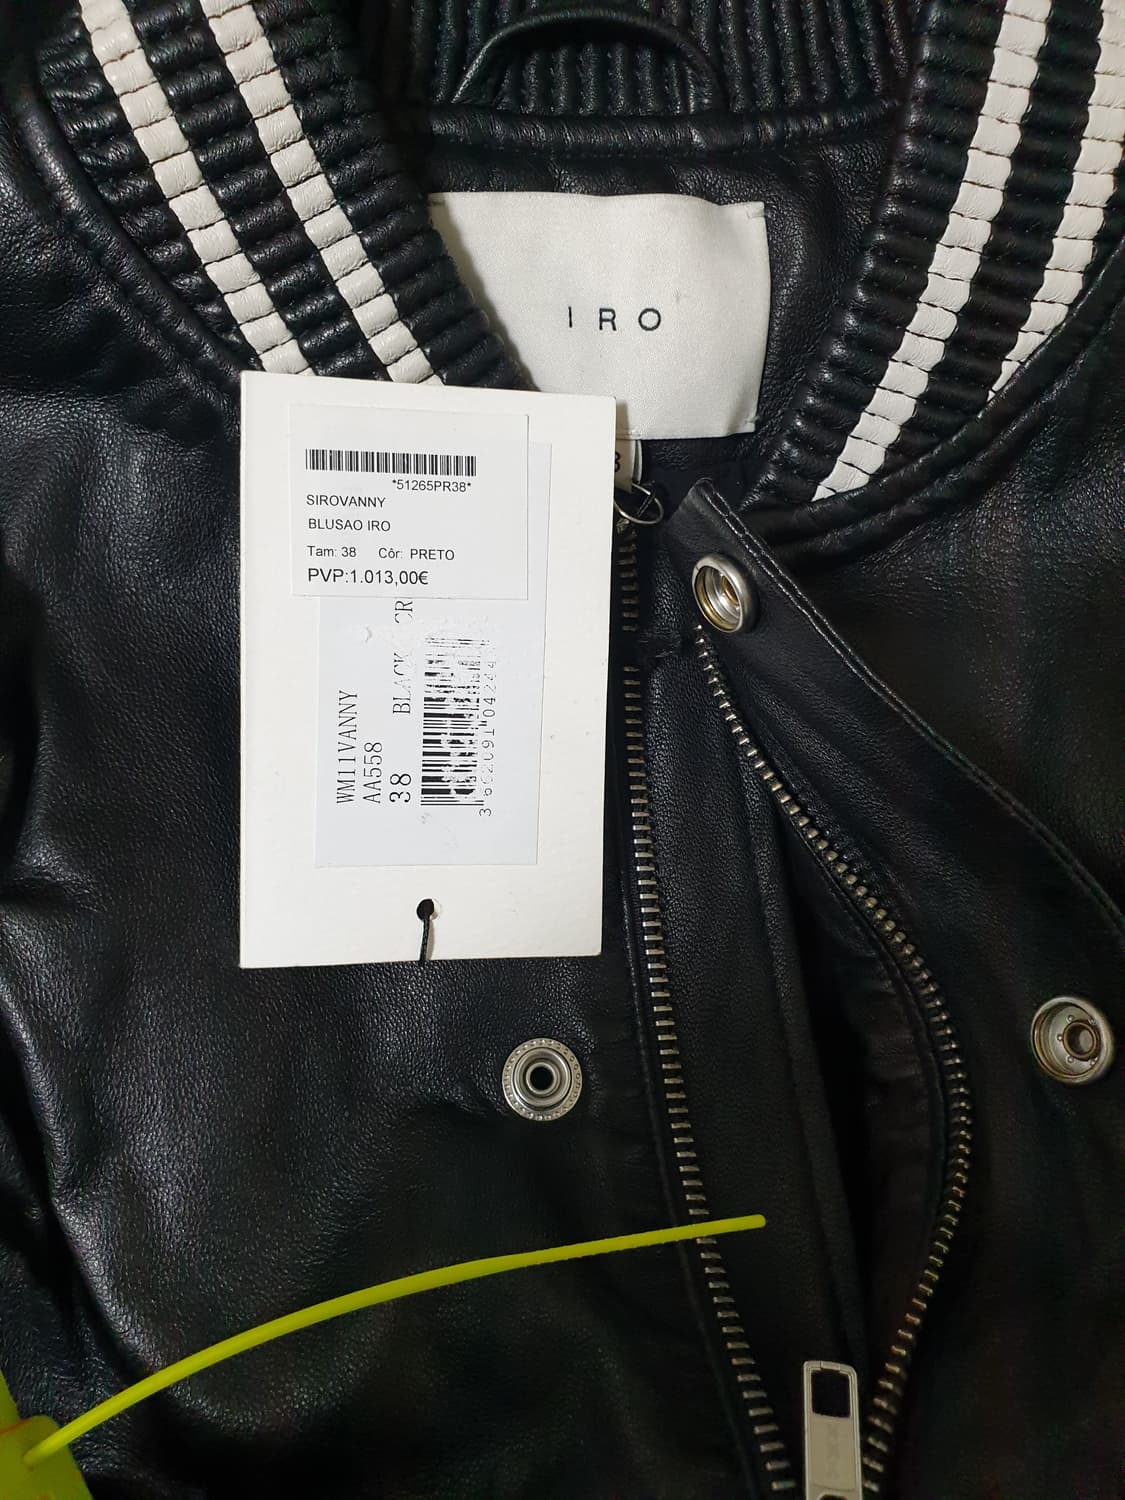 IRO
*51265PR38*
SIROVANNY
BLUSAO IRO
Tam: 38 Côr: PRETO
PVP:1.013,00€
WM11VANNY
AA558
38
BLACK